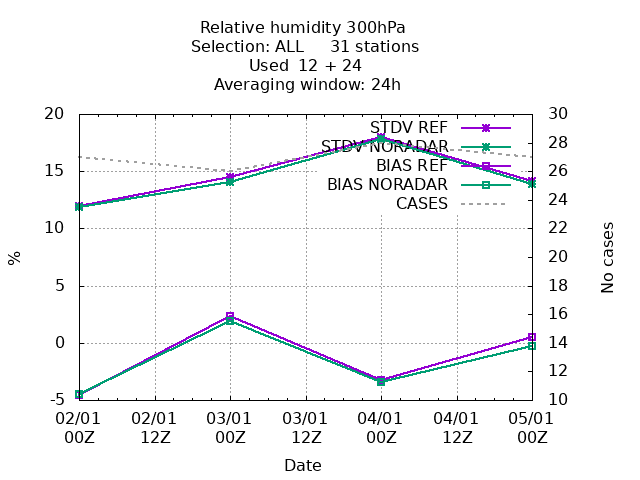 Relative humidity 300hPa
Selection: ALL     31 stations
Used  12 + 24
Averaging window: 24h
20
15
10
5
0
-5
%
30
28
26
24
22
20
18
16
14
12
10
No cases
STDV REF
STDV NORADAR
BIAS REF
BIAS NORADAR
CASES
02/01 02/01 03/01 03/01 04/01 04/01 05/01
00Z 12Z 00Z 12Z 00Z 12Z 00Z
Date